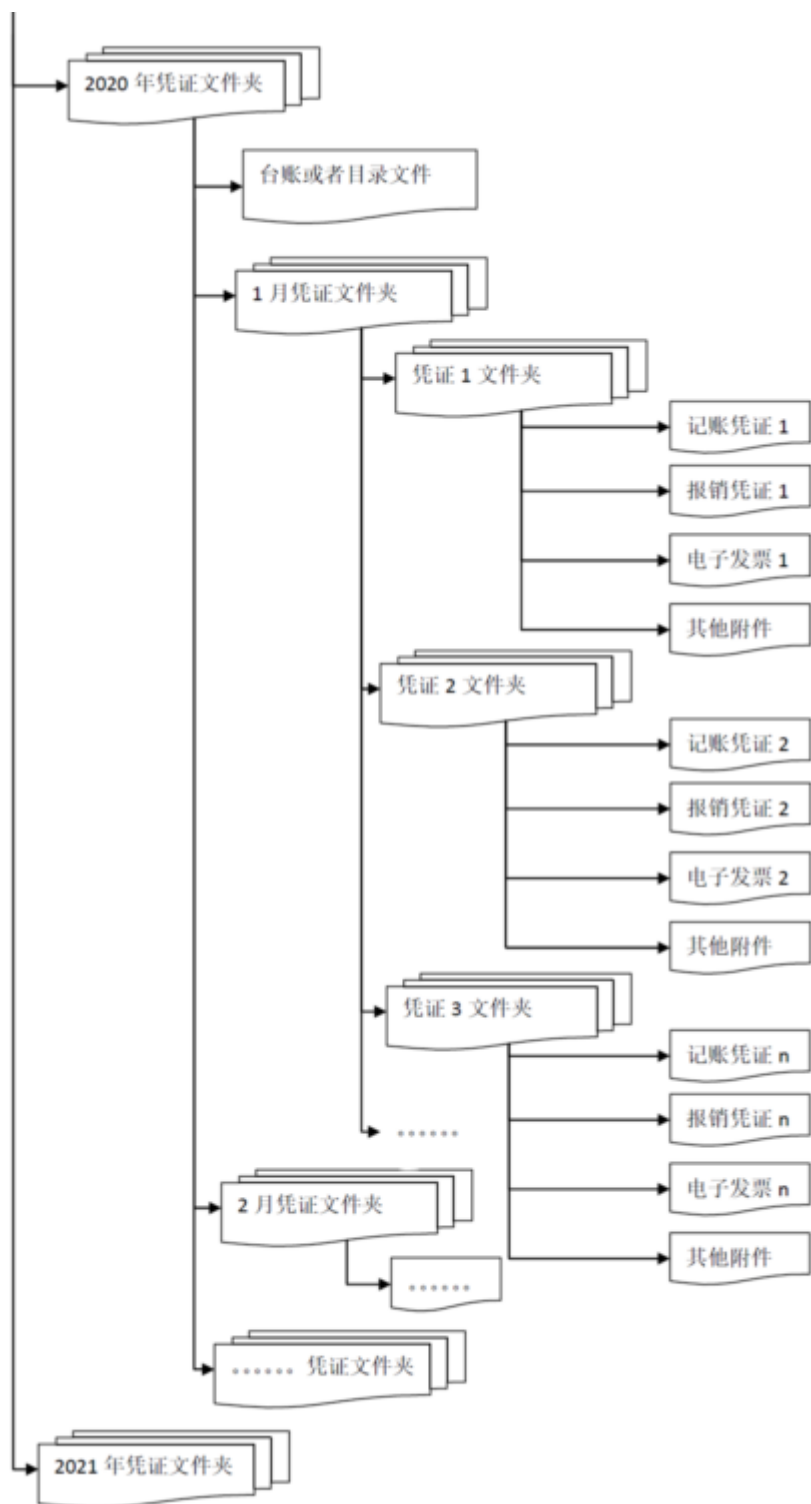 2020 年凭证文件夹
台账或者目录文件
1 月凭证文件夹
凭证 1 文件夹
记账凭证 1
报销凭证 1
电子发票 1
其他附件
凭证 2 文件夹
记账凭证 2
报销凭证 2
电子发票 2
其他附件
凭证 3 文件夹
记账凭证 n
报销凭证 n
电子发票 n
其他附件
。。。。。。
2 月凭证文件夹
。。。。。。
。。。。。。 凭证文件夹
2021 年凭证文件夹